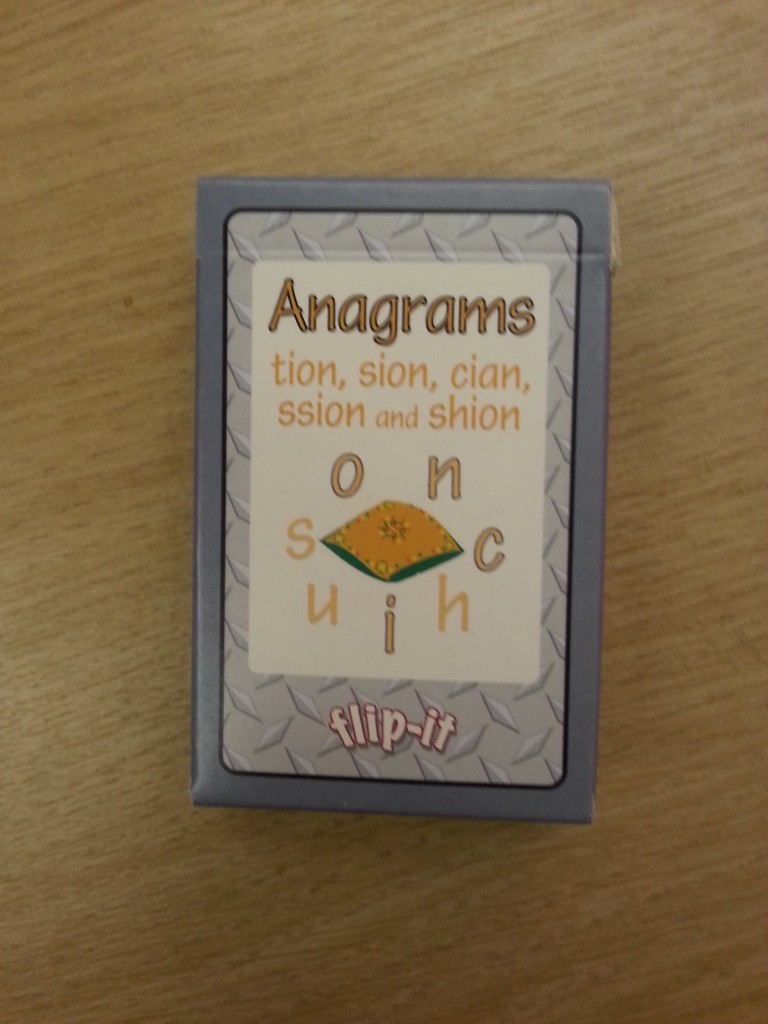 Anagrams
tion, sion, cian,
ssion and shion
o n
s c
u i h
flip-it